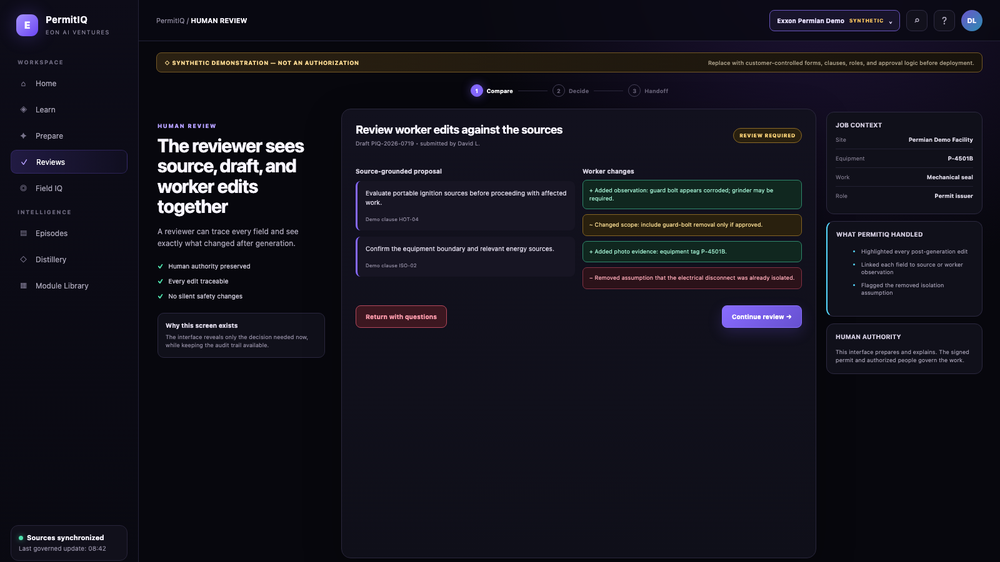 E
PermitIQ
EON AI VENTURES
WORKSPACE
Home
Learn
Prepare
Reviews
Field IQ
INTELLIGENCE
Episodes
Distillery
Module Library
Sources synchronized
Last governed update: 08:42
PermitIQ / HUMAN REVIEW
Exxon Permian Demo SYNTHETIC
?
DL
◇ SYNTHETIC DEMONSTRATION — NOT AN AUTHORIZATION
Replace with customer-controlled forms, clauses, roles, and approval logic before deployment.
1 Compare
2 Decide
3 Handoff
HUMAN REVIEW
The reviewer sees
source, draft, and
worker edits
together
A reviewer can trace every field and see
exactly what changed after generation.
✓ Human authority preserved
✓ Every edit traceable
✓ No silent safety changes
Why this screen exists
The interface reveals only the decision needed now,
while keeping the audit trail available.
Review worker edits against the sources
Draft PIQ-2026-0719 • submitted by David L.
REVIEW REQUIRED
Source-grounded proposal
Evaluate portable ignition sources before proceeding with affected
work.
Demo clause HOT-04
Confirm the equipment boundary and relevant energy sources.
Demo clause ISO-02
Worker changes
+ Added observation: guard bolt appears corroded; grinder may be
required.
~ Changed scope: include guard-bolt removal only if approved.
+ Added photo evidence: equipment tag P-4501B.
− Removed assumption that the electrical disconnect was already isolated.
Return with questions
Continue review →
JOB CONTEXT
Site Permian Demo Facility
Equipment P-4501B
Work Mechanical seal
Role Permit issuer
WHAT PERMITIQ HANDLED
• Highlighted every post-generation edit
• Linked each field to source or worker
observation
• Flagged the removed isolation
assumption
HUMAN AUTHORITY
This interface prepares and explains. The signed
permit and authorized people govern the work.